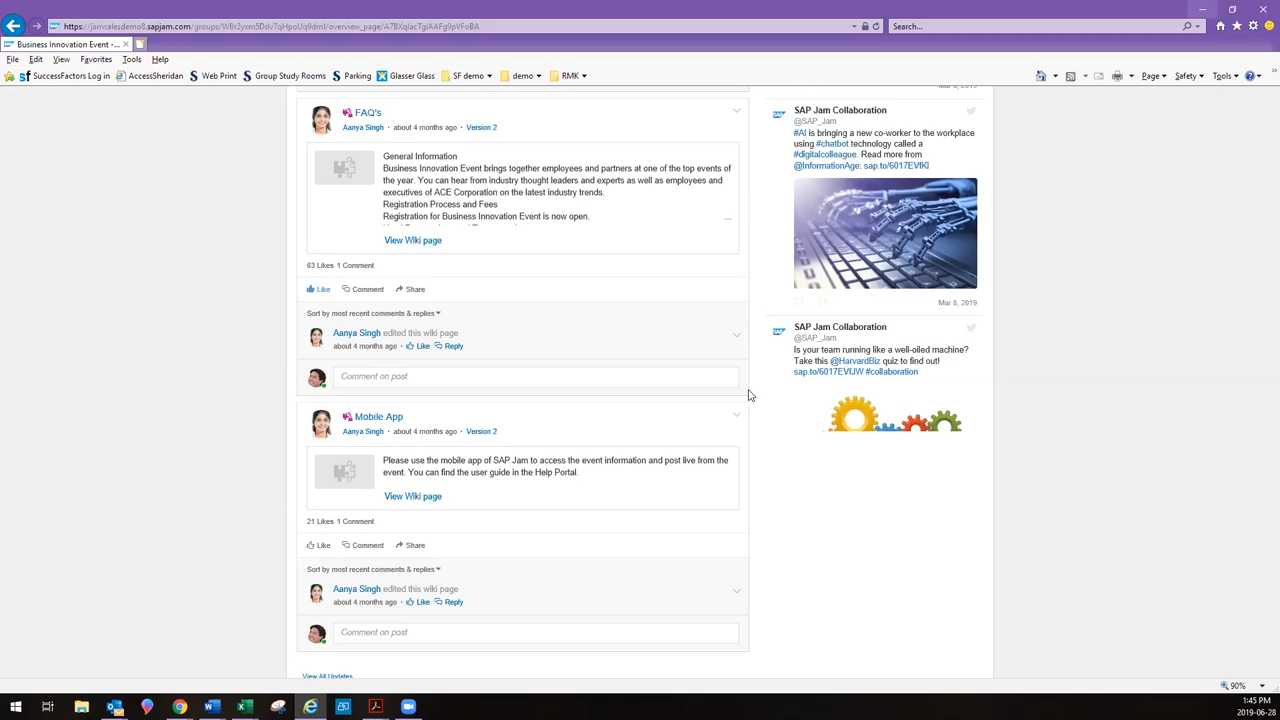 https://jamsalesdemo8.sapjam.com/groups/
Search...
Business Innovation Event -...
File Edit View Favorites Tools Help
SuccessFactors Log in AccessSheridan Web Print Group Study Rooms Parking Glasser Glass SF demo demo RMK
Page Safety Tools
FAQ's
Aanya Singh · about 4 months ago · Version 2
General Information
Business Innovation Event brings together employees and partners at one of the top events of
the year. You can hear from industry thought leaders and experts as well as employees and
executives of ACE Corporation on the latest industry trends.
Registration Process and Fees
Registration for Business Innovation Event is now open.
...
View Wiki page
63 Likes 1 Comment
Like Comment Share
Sort by most recent comments & replies
Aanya Singh edited this wiki page
about 4 months ago · Like Reply
Comment on post
Mobile App
Aanya Singh · about 4 months ago · Version 2
Please use the mobile app of SAP Jam to access the event information and post live from the
event. You can find the user guide in the Help Portal.
View Wiki page
21 Likes 1 Comment
Like Comment Share
Sort by most recent comments & replies
Aanya Singh edited this wiki page
about 4 months ago · Like Reply
Comment on post
View All Updates
Mar 8, 2019
SAP Jam Collaboration
@SAP_Jam
#AI is bringing a new co-worker to the workplace
using #chatbot technology called a
#digitalcolleague. Read more from
@InformationAge: sap.to/6017EVfKl
Mar 8, 2019
SAP Jam Collaboration
@SAP_Jam
Is your team running like a well-oiled machine?
Take this @HarvardBiz quiz to find out!
sap.to/6017EVfJW #collaboration
90%
1:45 PM
2019-06-28